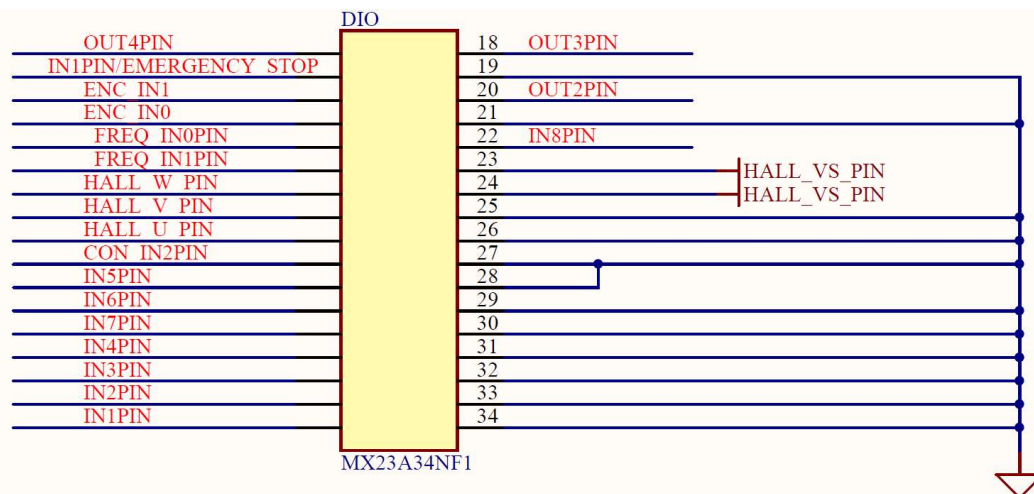 DIO
OUT4PIN 18 OUT3PIN
IN1PIN/EMERGENCY_STOP 19
ENC_IN1 20 OUT2PIN
ENC_IN0 21
FREQ_IN0PIN 22 IN8PIN
FREQ_IN1PIN 23 HALL_VS_PIN
HALL_W_PIN 24 HALL_VS_PIN
HALL_V_PIN 25
HALL_U_PIN 26
CON_IN2PIN 27
IN5PIN 28
IN6PIN 29
IN7PIN 30
IN4PIN 31
IN3PIN 32
IN2PIN 33
IN1PIN 34
MX23A34NF1